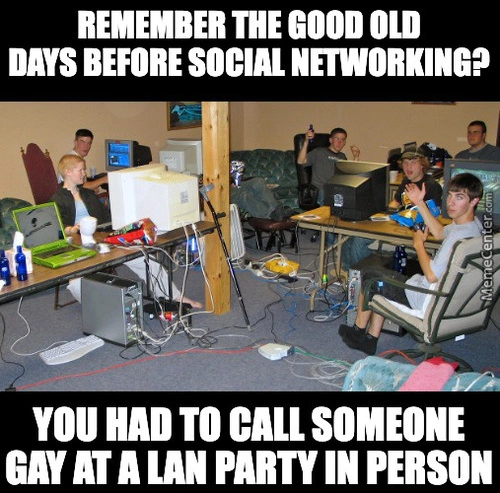 REMEMBER THE GOOD OLD
DAYS BEFORE SOCIAL NETWORKING?
MemeCenter.com
YOU HAD TO CALL SOMEONE
GAY AT A LAN PARTY IN PERSON